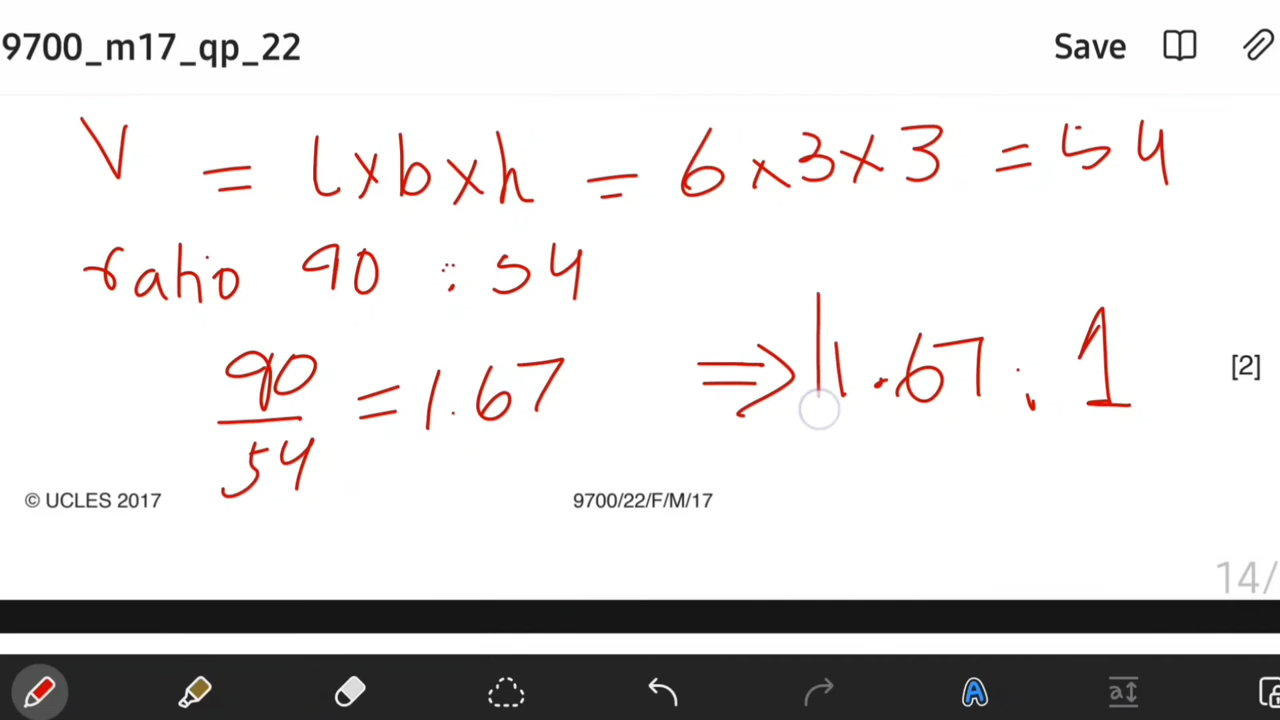 9700_m17_qp_22 Save
V = l x b x h = 6 x 3 x 3 = 54
ratio 90 : 54
90/54 = 1.67 ⇒ 1.67 : 1 [2]
© UCLES 2017 9700/22/F/M/17
14/
A a